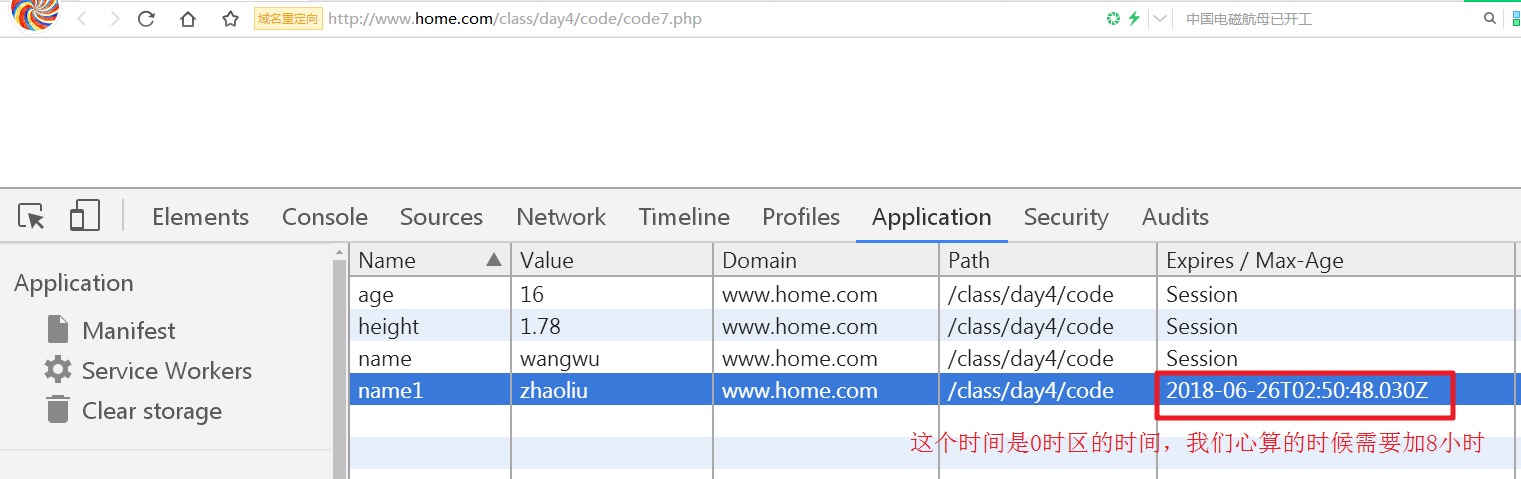 域名重定向 http://www.home.com/class/day4/code/code7.php 中国电磁航母已开工
Elements Console Sources Network Timeline Profiles Application Security Audits
Application
Manifest
Service Workers
Clear storage
Name Value Domain Path Expires / Max-Age
age 16 www.home.com /class/day4/code Session
height 1.78 www.home.com /class/day4/code Session
name wangwu www.home.com /class/day4/code Session
name1 zhaoliu www.home.com /class/day4/code 2018-06-26T02:50:48.030Z
这个时间是0时区的时间，我们心算的时候需要加8小时